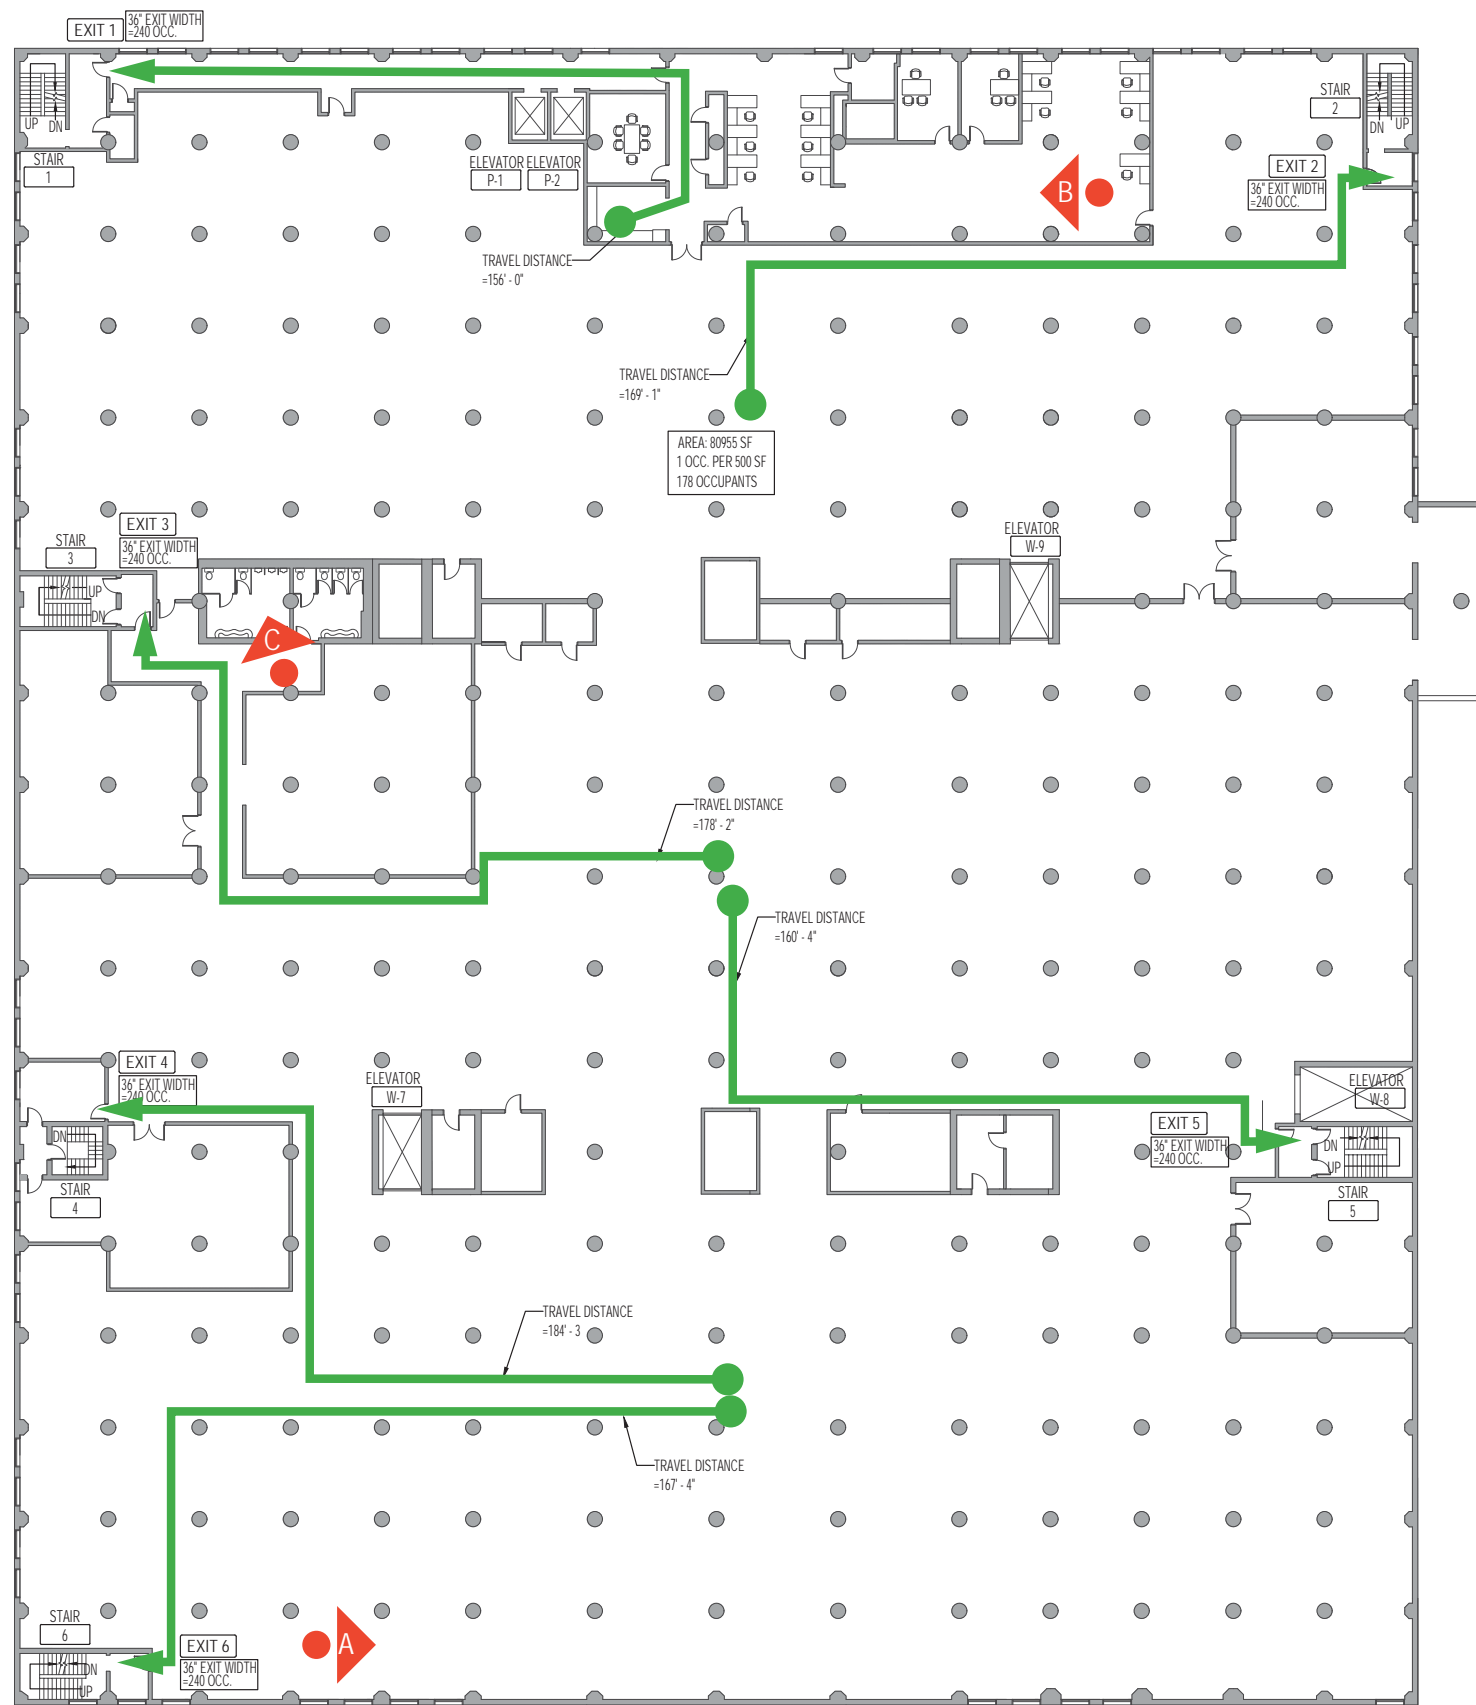 EXIT 1
36" EXIT WIDTH
=240 OCC.
UP
DN
STAIR
1
ELEVATOR
P-1
ELEVATOR
P-2
STAIR
2
DN
UP
EXIT 2
36" EXIT WIDTH
=240 OCC.
B
TRAVEL DISTANCE
=156' - 0"
TRAVEL DISTANCE
=169' - 1"
AREA: 80955 SF
1 OCC. PER 500 SF
178 OCCUPANTS
EXIT 3
36" EXIT WIDTH
=240 OCC.
STAIR
3
UP
DN
ELEVATOR
W-9
C
TRAVEL DISTANCE
=178' - 2"
TRAVEL DISTANCE
=160' - 4"
EXIT 4
36" EXIT WIDTH
=240 OCC.
DN
STAIR
4
ELEVATOR
W-7
ELEVATOR
W-8
EXIT 5
36" EXIT WIDTH
=240 OCC.
DN
UP
STAIR
5
TRAVEL DISTANCE
=184' - 3
TRAVEL DISTANCE
=167' - 4"
STAIR
6
DN
UP
EXIT 6
36" EXIT WIDTH
=240 OCC.
A